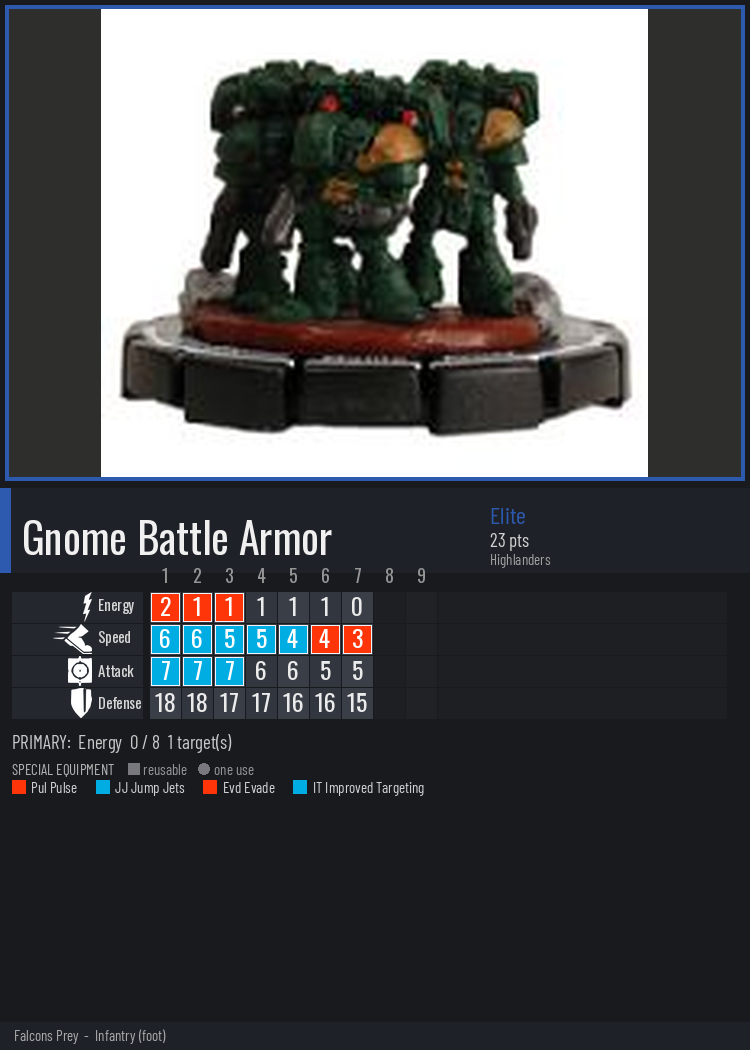 Gnome Battle Armor
Elite
23 pts
Highlanders
1 2 3 4 5 6 7 8 9
Energy 2 1 1 1 1 1 0
Speed 6 6 5 5 4 4 3
Attack 7 7 7 6 6 5 5
Defense 18 18 17 17 16 16 15
PRIMARY: Energy 0 / 8 1 target(s)
SPECIAL EQUIPMENT reusable one use
Pul Pulse JJ Jump Jets Evd Evade IT Improved Targeting
Falcons Prey - Infantry (foot)